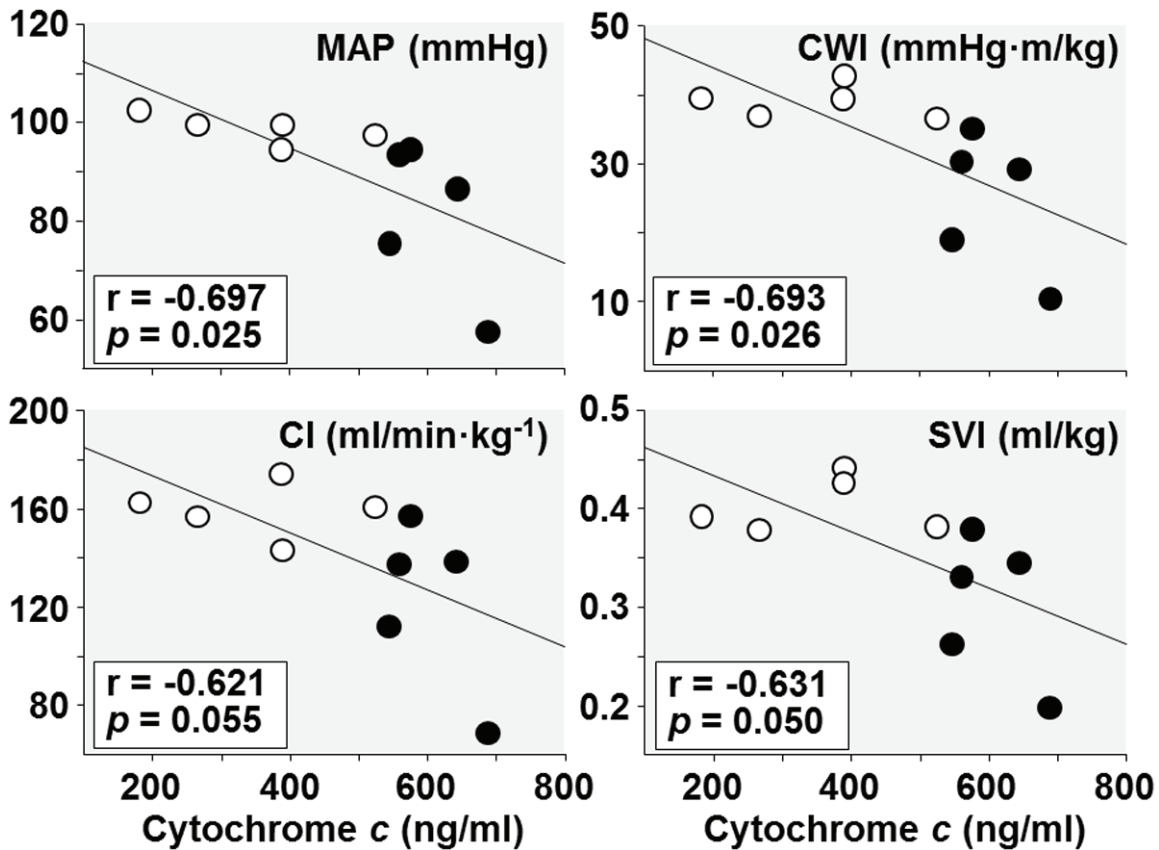 MAP (mmHg)
120
100
80
60
r = -0.697
p = 0.025
CWI (mmHg·m/kg)
50
30
10
r = -0.693
p = 0.026
CI (ml/min·kg-1)
200
160
120
80
r = -0.621
p = 0.055
200 400 600 800
Cytochrome c (ng/ml)
SVI (ml/kg)
0.5
0.4
0.3
0.2
r = -0.631
p = 0.050
200 400 600 800
Cytochrome c (ng/ml)